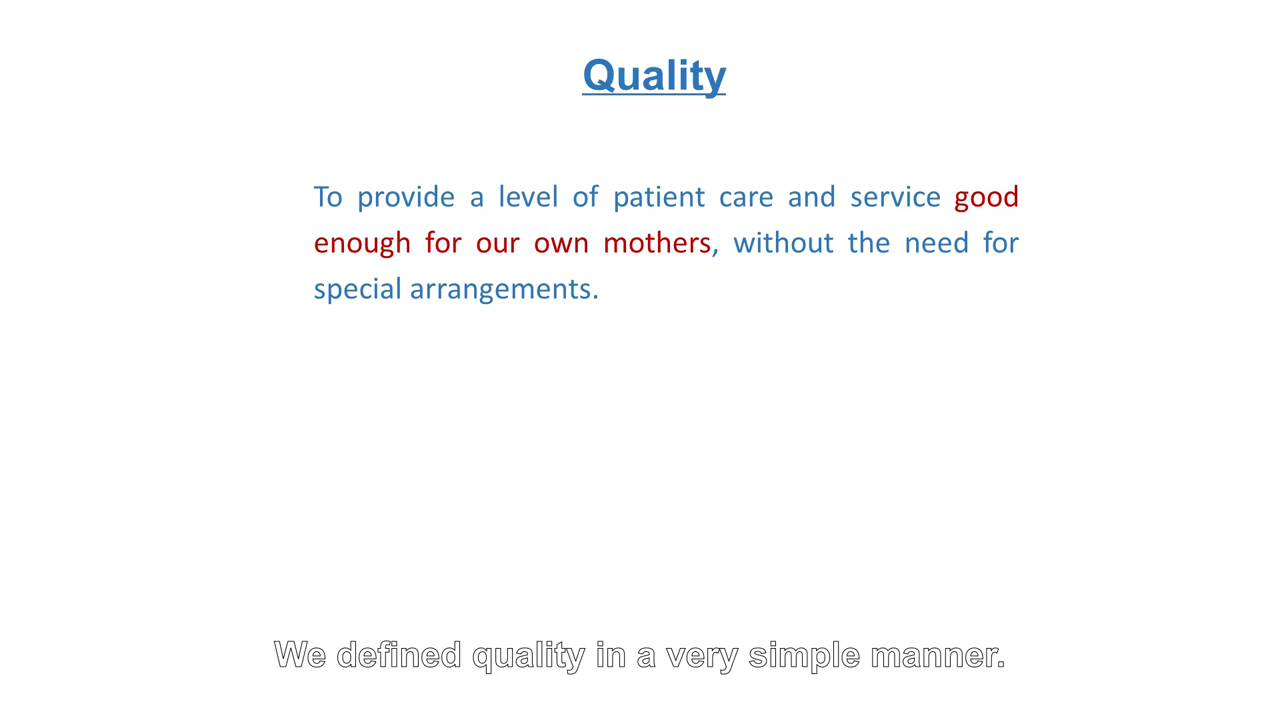 Quality
To provide a level of patient care and service good
enough for our own mothers, without the need for
special arrangements.
We defined quality in a very simple manner.